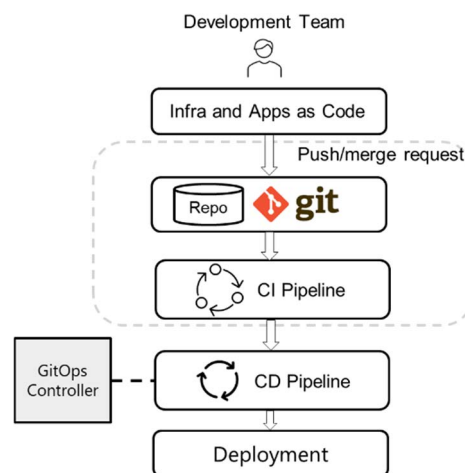 Development Team
Infra and Apps as Code
Push/merge request
Repo
git
CI Pipeline
GitOps
Controller
CD Pipeline
Deployment